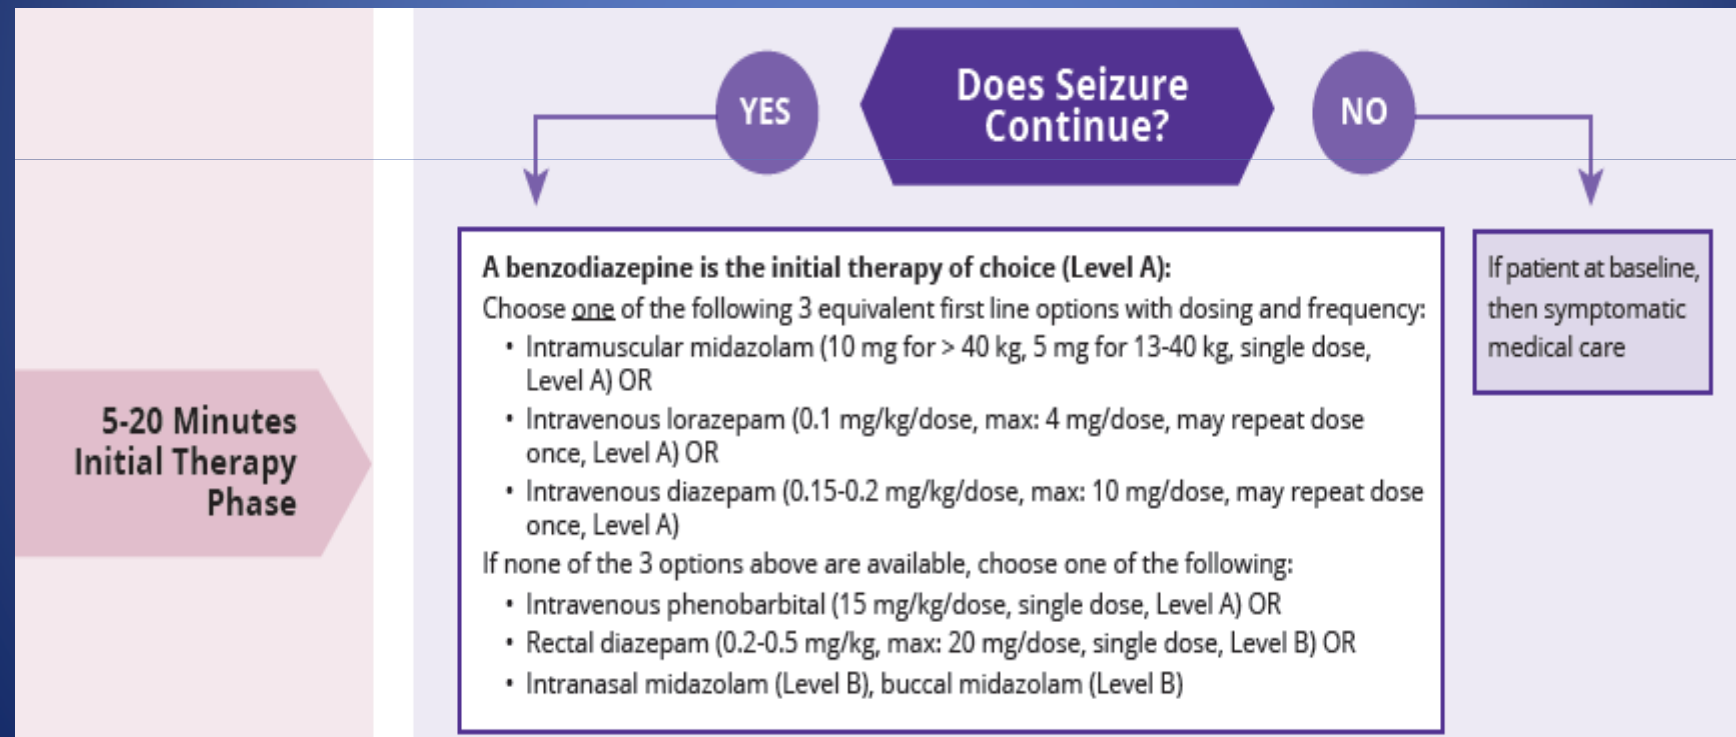 YES
Does Seizure
Continue?
NO
A benzodiazepine is the initial therapy of choice (Level A):
Choose one of the following 3 equivalent first line options with dosing and frequency:
• Intramuscular midazolam (10 mg for > 40 kg, 5 mg for 13-40 kg, single dose,
Level A) OR
• Intravenous lorazepam (0.1 mg/kg/dose, max: 4 mg/dose, may repeat dose
once, Level A) OR
• Intravenous diazepam (0.15-0.2 mg/kg/dose, max: 10 mg/dose, may repeat dose
once, Level A)
If none of the 3 options above are available, choose one of the following:
• Intravenous phenobarbital (15 mg/kg/dose, single dose, Level A) OR
• Rectal diazepam (0.2-0.5 mg/kg, max: 20 mg/dose, single dose, Level B) OR
• Intranasal midazolam (Level B), buccal midazolam (Level B)
If patient at baseline,
then symptomatic
medical care
5-20 Minutes
Initial Therapy
Phase